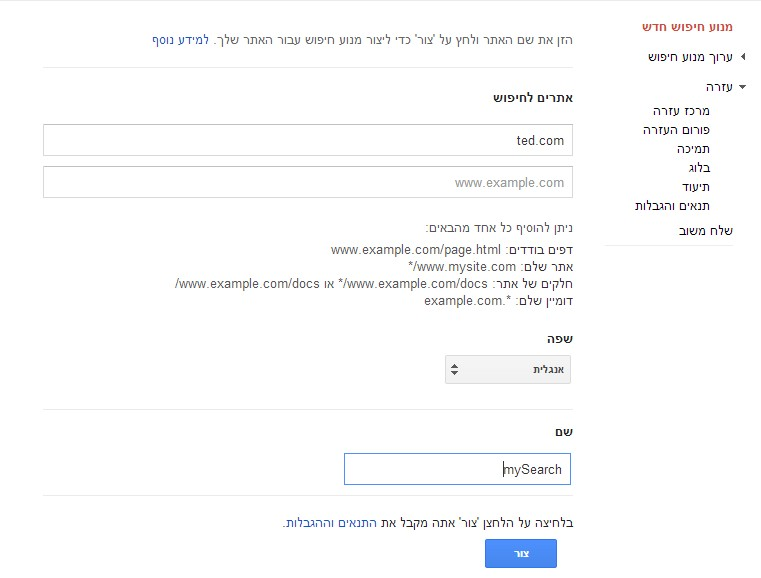 מנוע חיפוש חדש
ערוך מנוע חיפוש
עזרה
מרכז עזרה
פורום העזרה
תמיכה
בלוג
תיעוד
תנאים והגבלות
שלח משוב
הזן את שם האתר ולחץ על 'צור' כדי ליצור מנוע חיפוש עבור האתר שלך. למידע נוסף
אתרים לחיפוש
ted.com
www.example.com
ניתן להוסיף כל אחד מהבאים:
דפים בודדים: www.example.com/page.html
אתר שלם: www.mysite.com/*
חלקים של אתר: www.example.com/docs/* או www.example.com/docs/
דומיין שלם: *.example.com
שפה
אנגלית
שם
mySearch
בלחיצה על הלחצן 'צור' אתה מקבל את התנאים וההגבלות.
צור